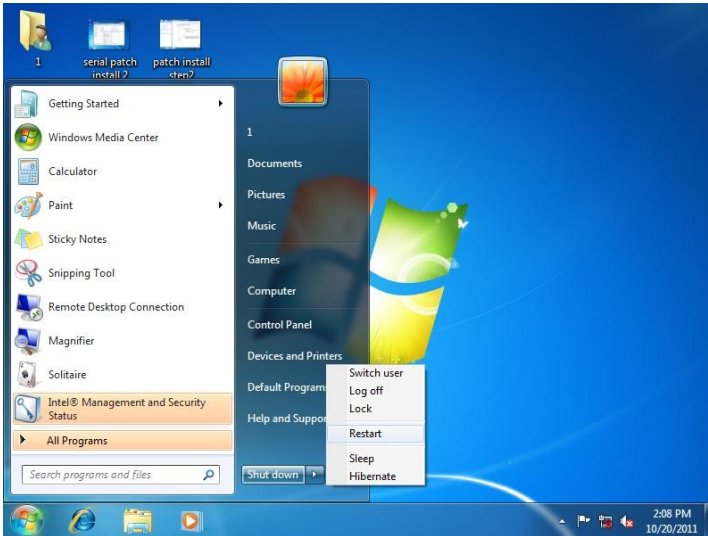 1
serial patch
install 2
patch install
step2
Getting Started
Windows Media Center
Calculator
Paint
Sticky Notes
Snipping Tool
Remote Desktop Connection
Magnifier
Solitaire
Intel® Management and Security
Status
All Programs
Search programs and files
1
Documents
Pictures
Music
Games
Computer
Control Panel
Devices and Printers
Default Program
Help and Suppor
Shut down
Switch user
Log off
Lock
Restart
Sleep
Hibernate
2:08 PM
10/20/2011